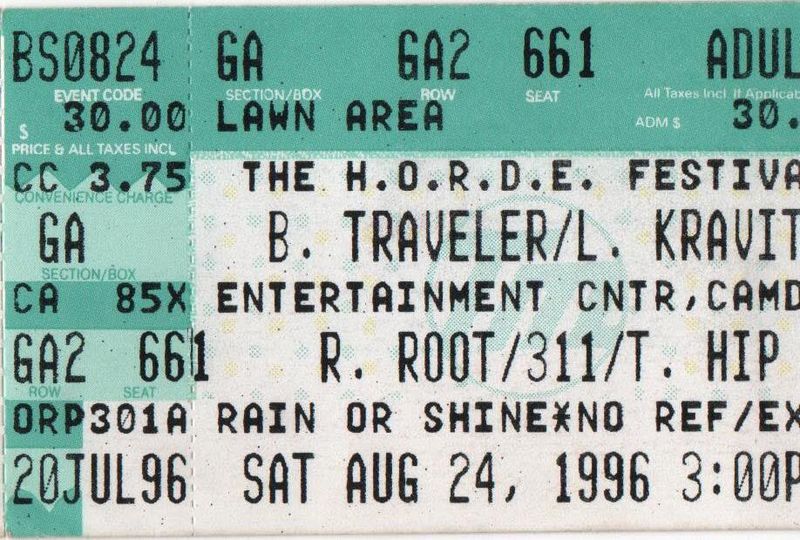 BS0824 GA GA2 661 ADUL
EVENT CODE SECTION/BOX ROW SEAT All Taxes Incl. If Applicab
$ 30.00 LAWN AREA ADM $ 30.
PRICE & ALL TAXES INCL
CC 3.75 THE H.O.R.D.E. FESTIVA
CONVENIENCE CHARGE
GA B. TRAVELER/L. KRAVIT
SECTION/BOX
CA 85X ENTERTAINMENT CNTR,CAMD
GA2 661 R. ROOT/311/T. HIP
ROW SEAT
ORP301A RAIN OR SHINE*NO REF/EX
20JUL96 SAT AUG 24, 1996 3:00P